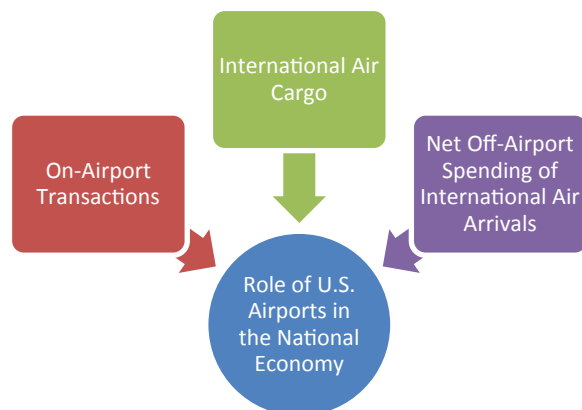 International Air
Cargo
On-Airport
Transactions
Net Off-Airport
Spending of
International Air
Arrivals
Role of U.S.
Airports in
the National
Economy